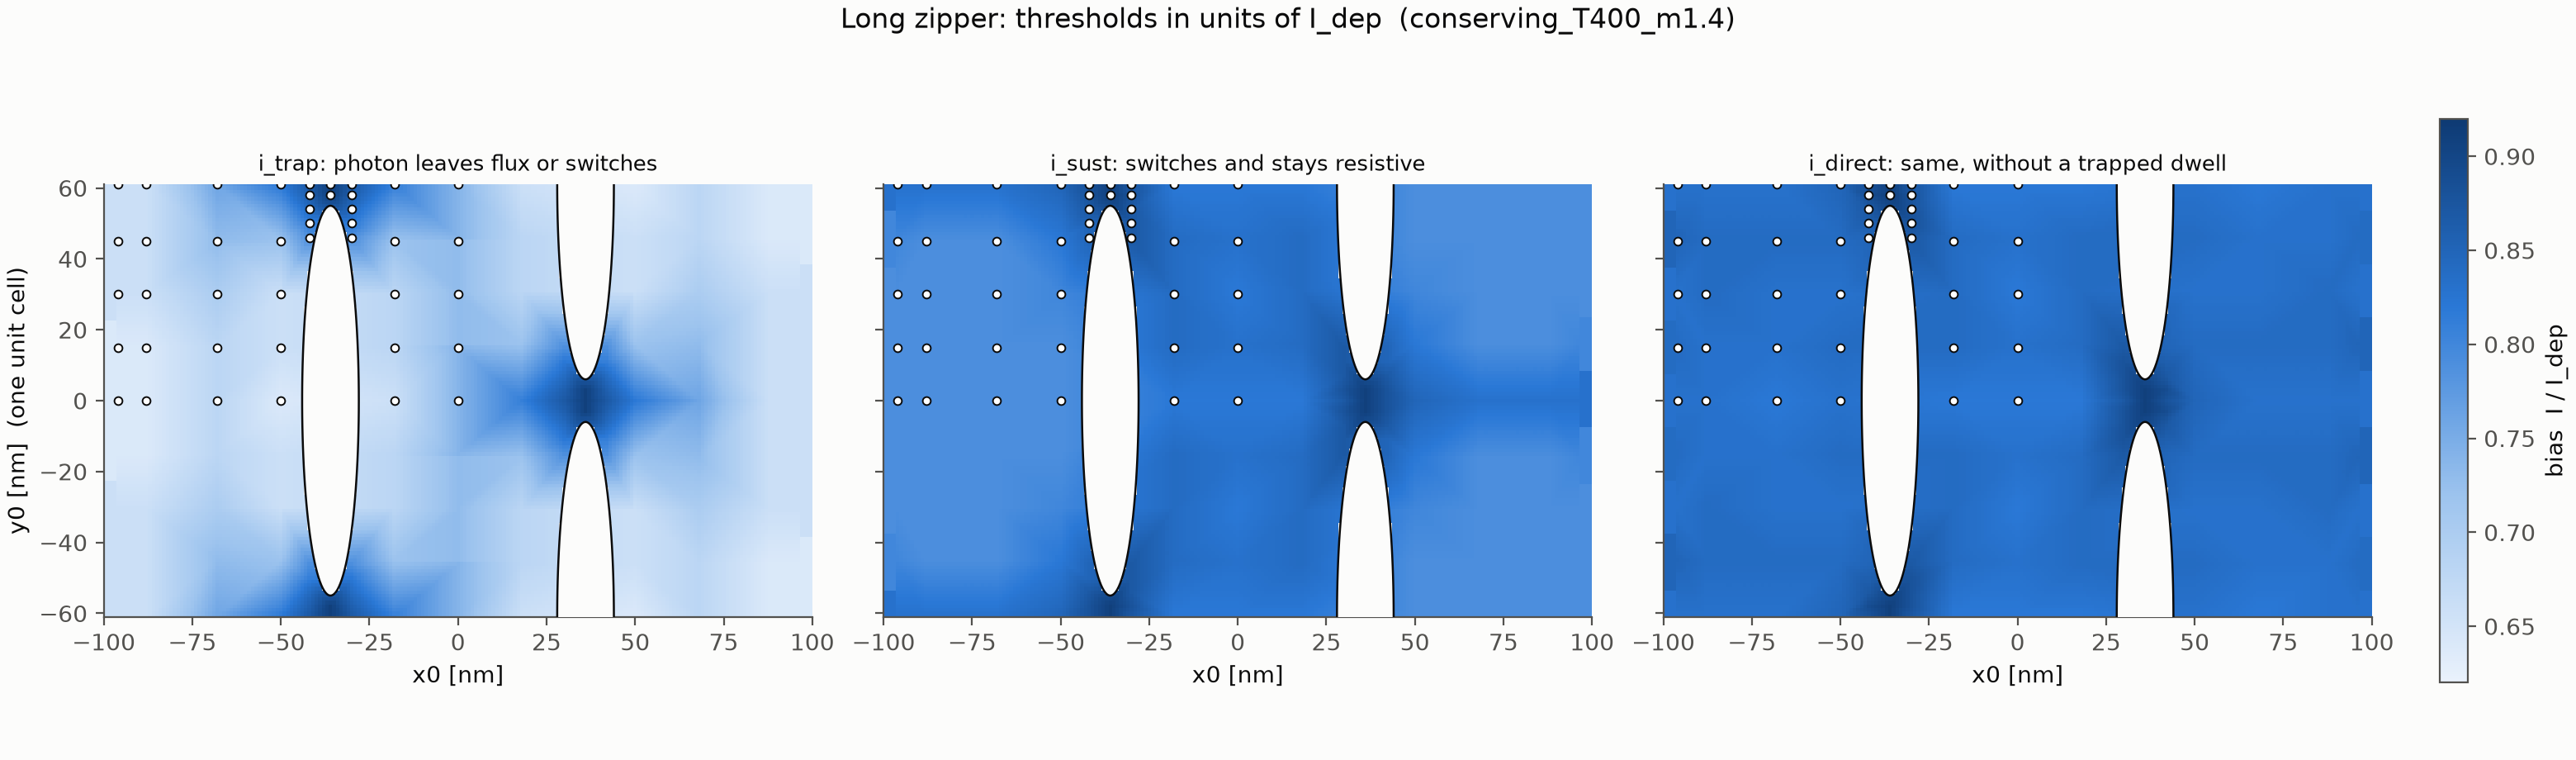 Long zipper: thresholds in units of I_dep (conserving_T400_m1.4)
i_trap: photon leaves flux or switches
i_sust: switches and stays resistive
i_direct: same, without a trapped dwell
y0 [nm] (one unit cell)
60
40
20
0
−20
−40
−60
−100 −75 −50 −25 0 25 50 75 100
x0 [nm]
−100 −75 −50 −25 0 25 50 75 100
x0 [nm]
−100 −75 −50 −25 0 25 50 75 100
x0 [nm]
0.90
0.85
0.80
0.75
0.70
0.65
bias I / I_dep